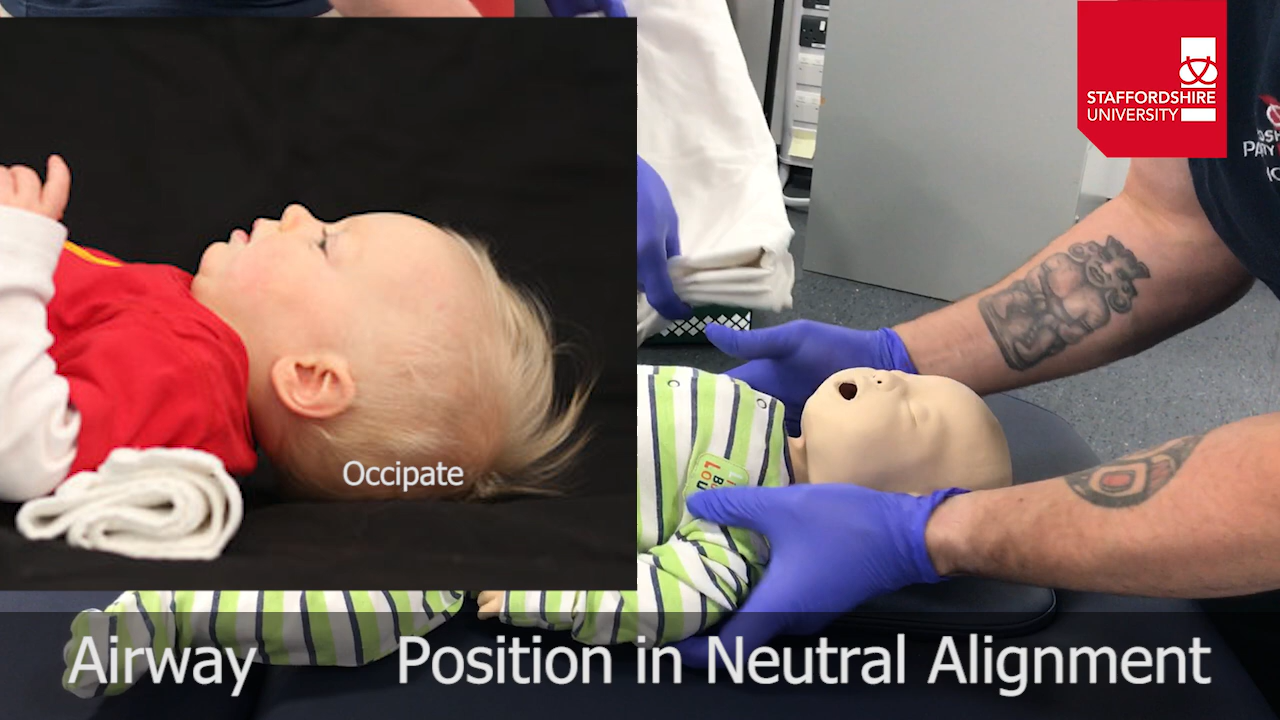 STAFFORDSHIRE
UNIVERSITY
Occipate
Airway Position in Neutral Alignment